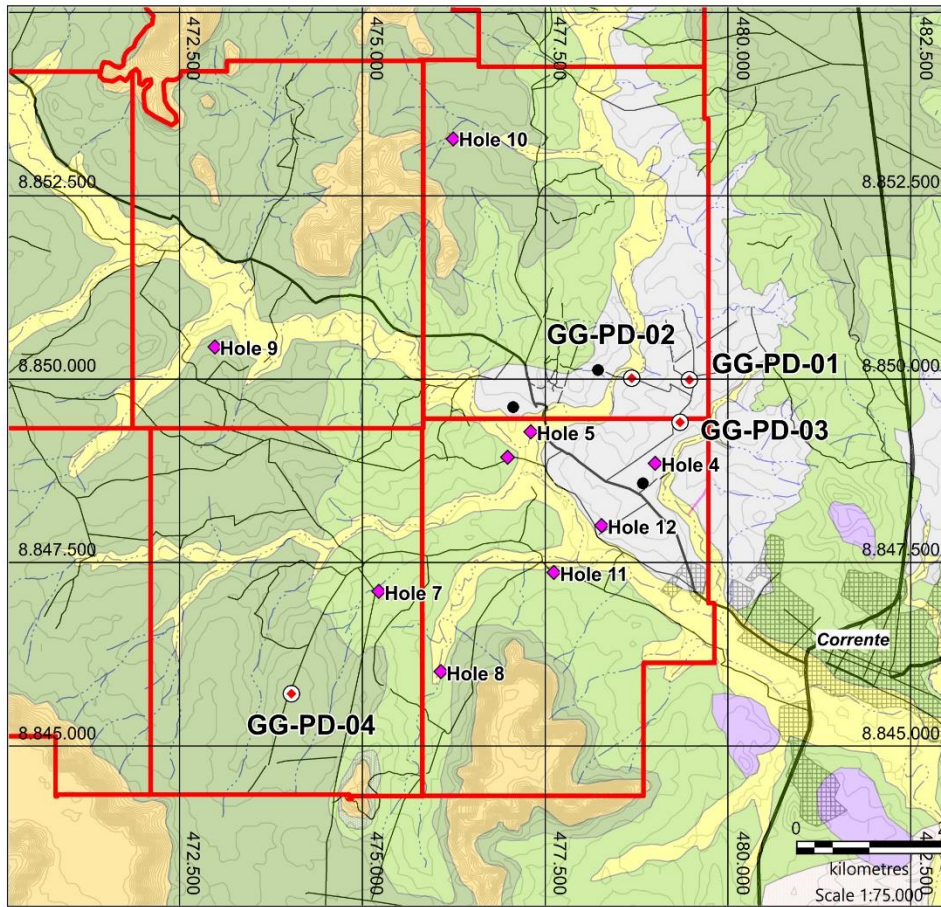 472.500
475.000
477.500
480.000
482.500
Hole 10
8.852.500
8.852.500
GG-PD-02
Hole 9
GG-PD-01
8.850.000
8.850.000
GG-PD-03
Hole 5
Hole 4
Hole 12
8.847.500
8.847.500
Hole 11
Hole 7
Corrente
Hole 8
GG-PD-04
8.845.000
8.845.000
0
472.500
475.000
477.500
480.000
kilometres
Scale 1:75.000